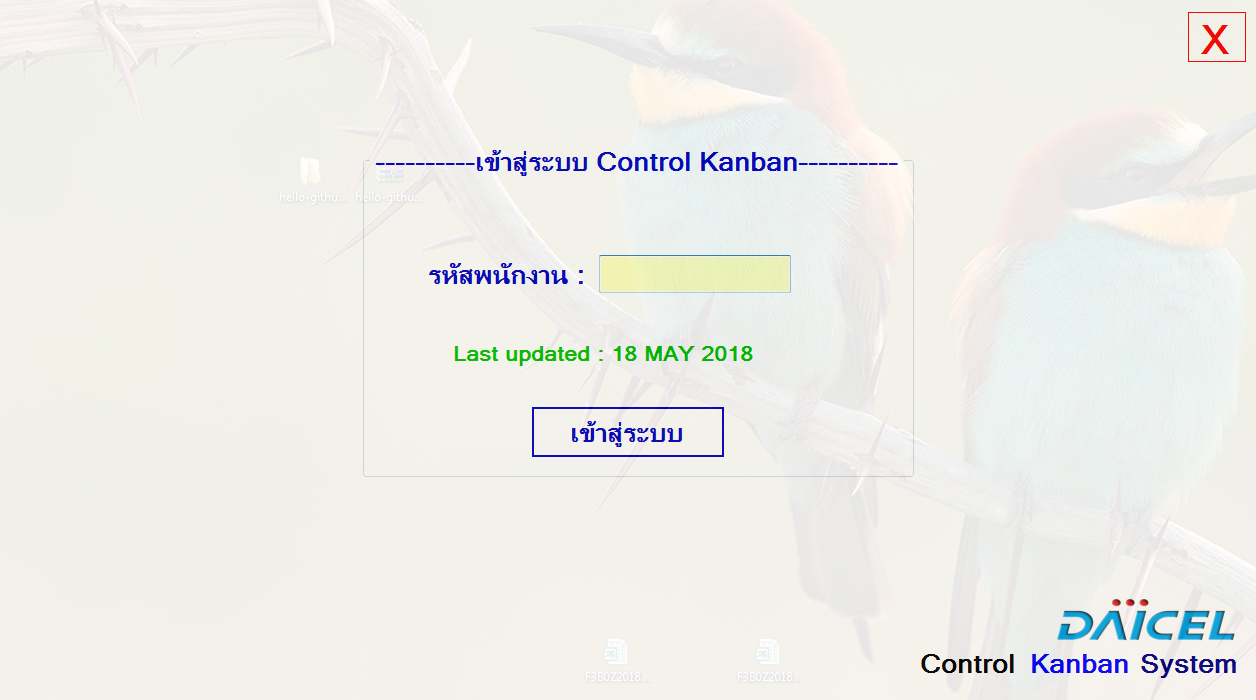 X
----------เข้าสู่ระบบ Control Kanban----------
hello-githu... hello-githu...
รหัสพนักงาน :
Last updated : 18 MAY 2018
เข้าสู่ระบบ
DAICEL
F3B0Z2018... F3B0Z2018...
Control Kanban System